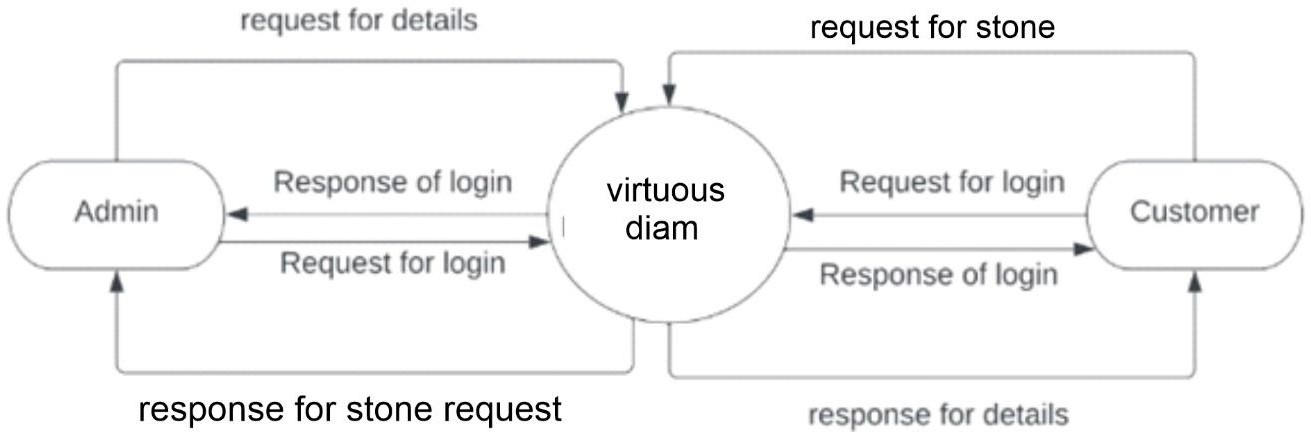 request for details
request for stone
Response of login
virtuous
diam
Request for login
Admin
Customer
Request for login
Response of login
response for stone request
response for details